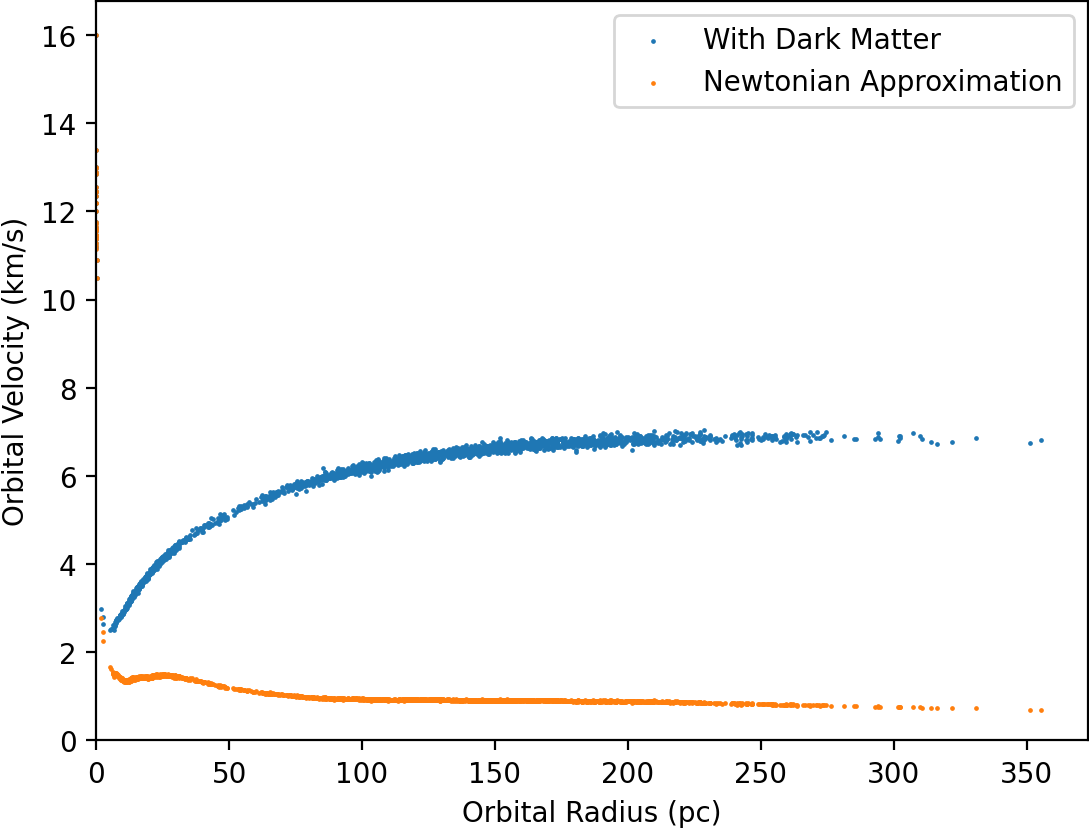 With Dark Matter
Newtonian Approximation
16
14
12
10
8
6
4
2
0
Orbital Velocity (km/s)
0 50 100 150 200 250 300 350
Orbital Radius (pc)